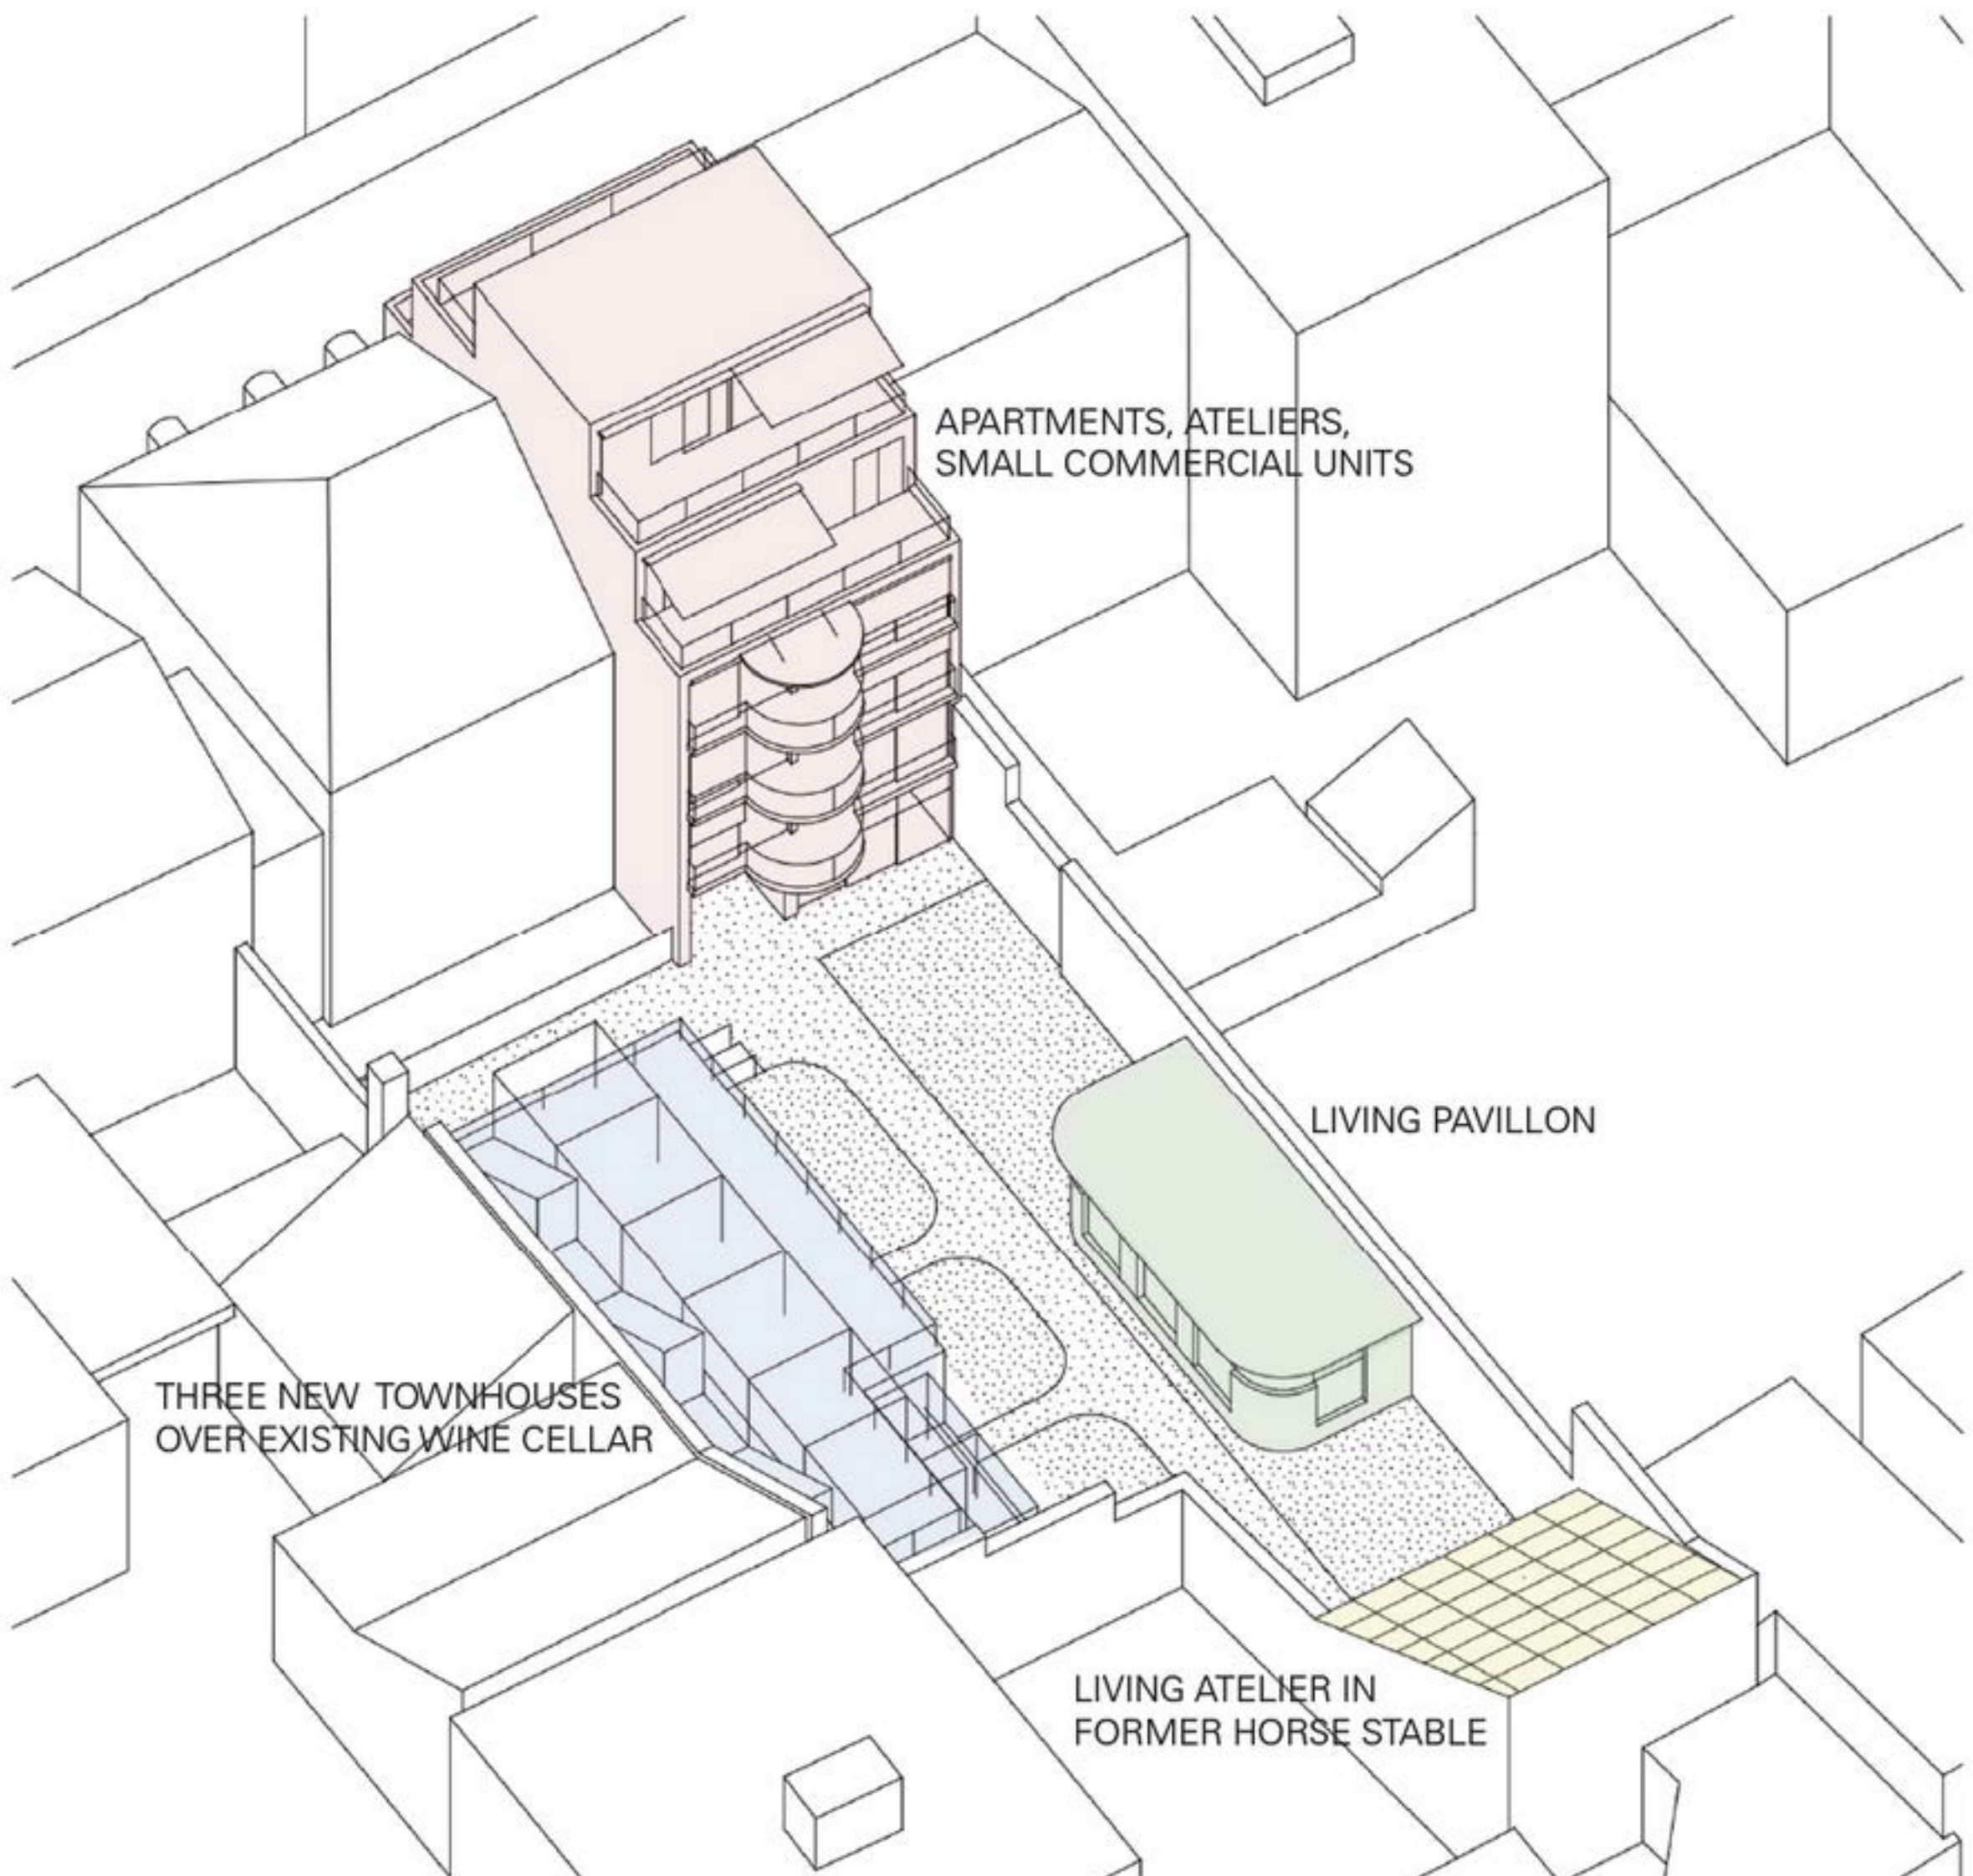 APARTMENTS, ATELIERS,
SMALL COMMERCIAL UNITS
LIVING PAVILLON
THREE NEW TOWNHOUSES
OVER EXISTING WINE CELLAR
LIVING ATELIER IN
FORMER HORSE STABLE